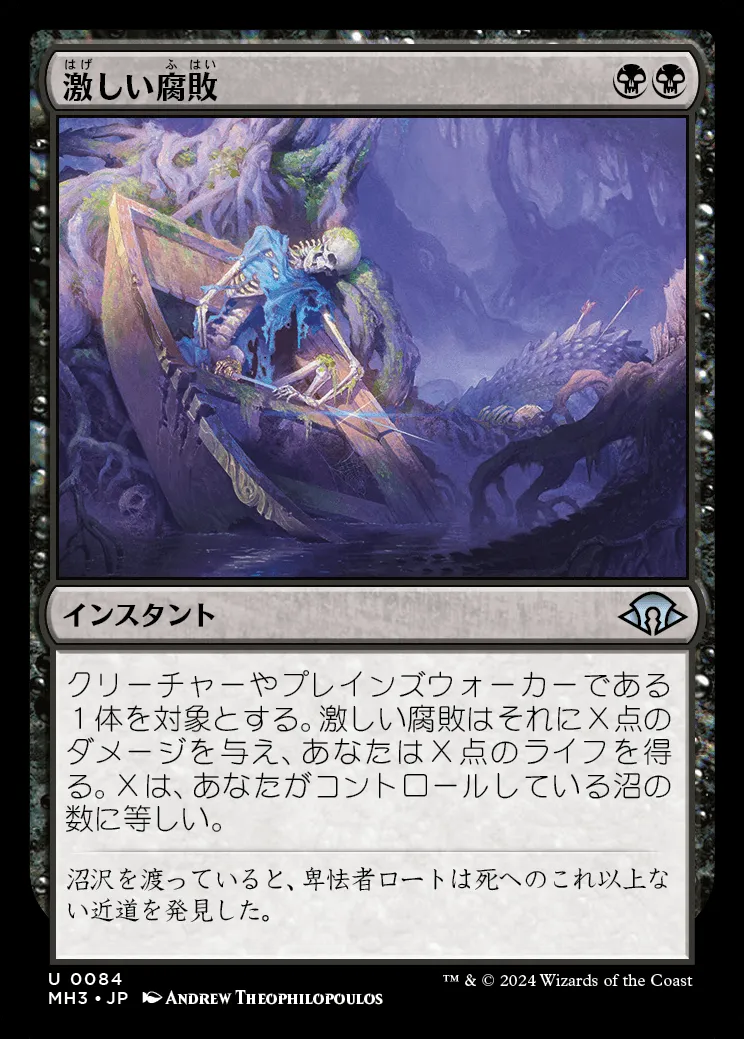 はげ ふ はい
激しい腐敗
インスタント
クリーチャーやプレインズウォーカーである
1体を対象とする。激しい腐敗はそれにX点の
ダメージを与え、あなたはX点のライフを得
る。Xは、あなたがコントロールしている沼の
数に等しい。
沼沢を渡っていると、卑怯者ロートは死へのこれ以上な
い近道を発見した。
U 0084
MH3 • JP Andrew Theophilopoulos
™ & © 2024 Wizards of the Coast